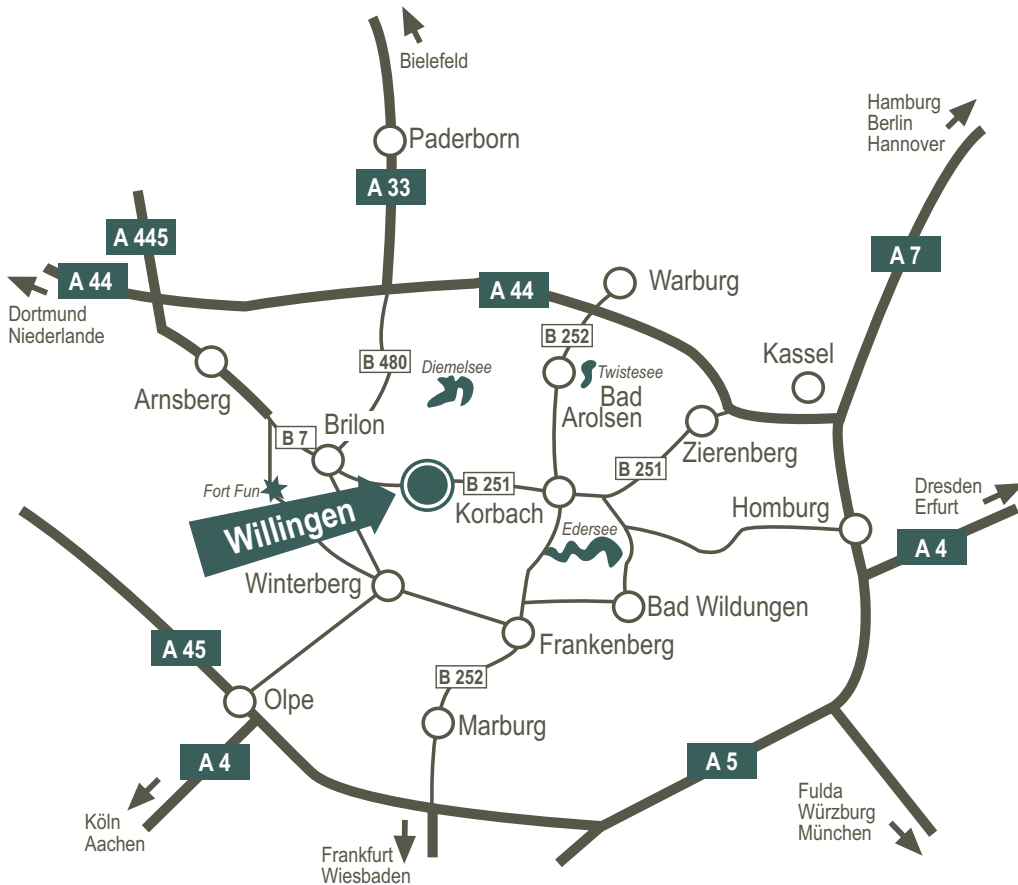 Bielefeld
Hamburg
Berlin
Hannover
Paderborn
A 33
A 445
A 7
A 44
A 44
Warburg
Dortmund
Niederlande
B 252
Kassel
B 480
Diemelsee
Twistesee
Bad
Arolsen
Arnsberg
Brilon
B 7
Zierenberg
B 251
B 251
Fort Fun
Korbach
Dresden
Erfurt
Homburg
Willingen
Edersee
A 4
Winterberg
Bad Wildungen
Frankenberg
A 45
B 252
Olpe
Marburg
A 4
A 5
Köln
Aachen
Fulda
Würzburg
München
Frankfurt
Wiesbaden